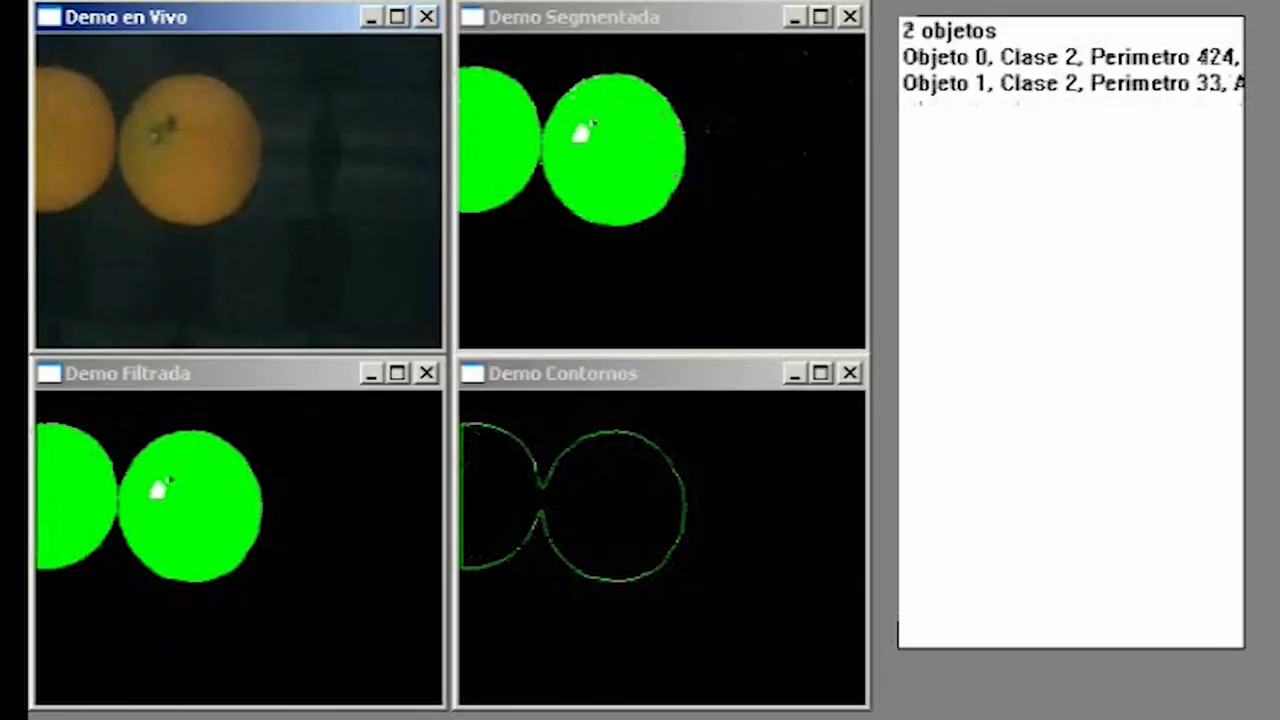 Demo en Vivo
Demo Segmentada
2 objetos
Objeto 0, Clase 2, Perimetro 424,
Objeto 1, Clase 2, Perimetro 33, A
Demo Filtrada
Demo Contornos